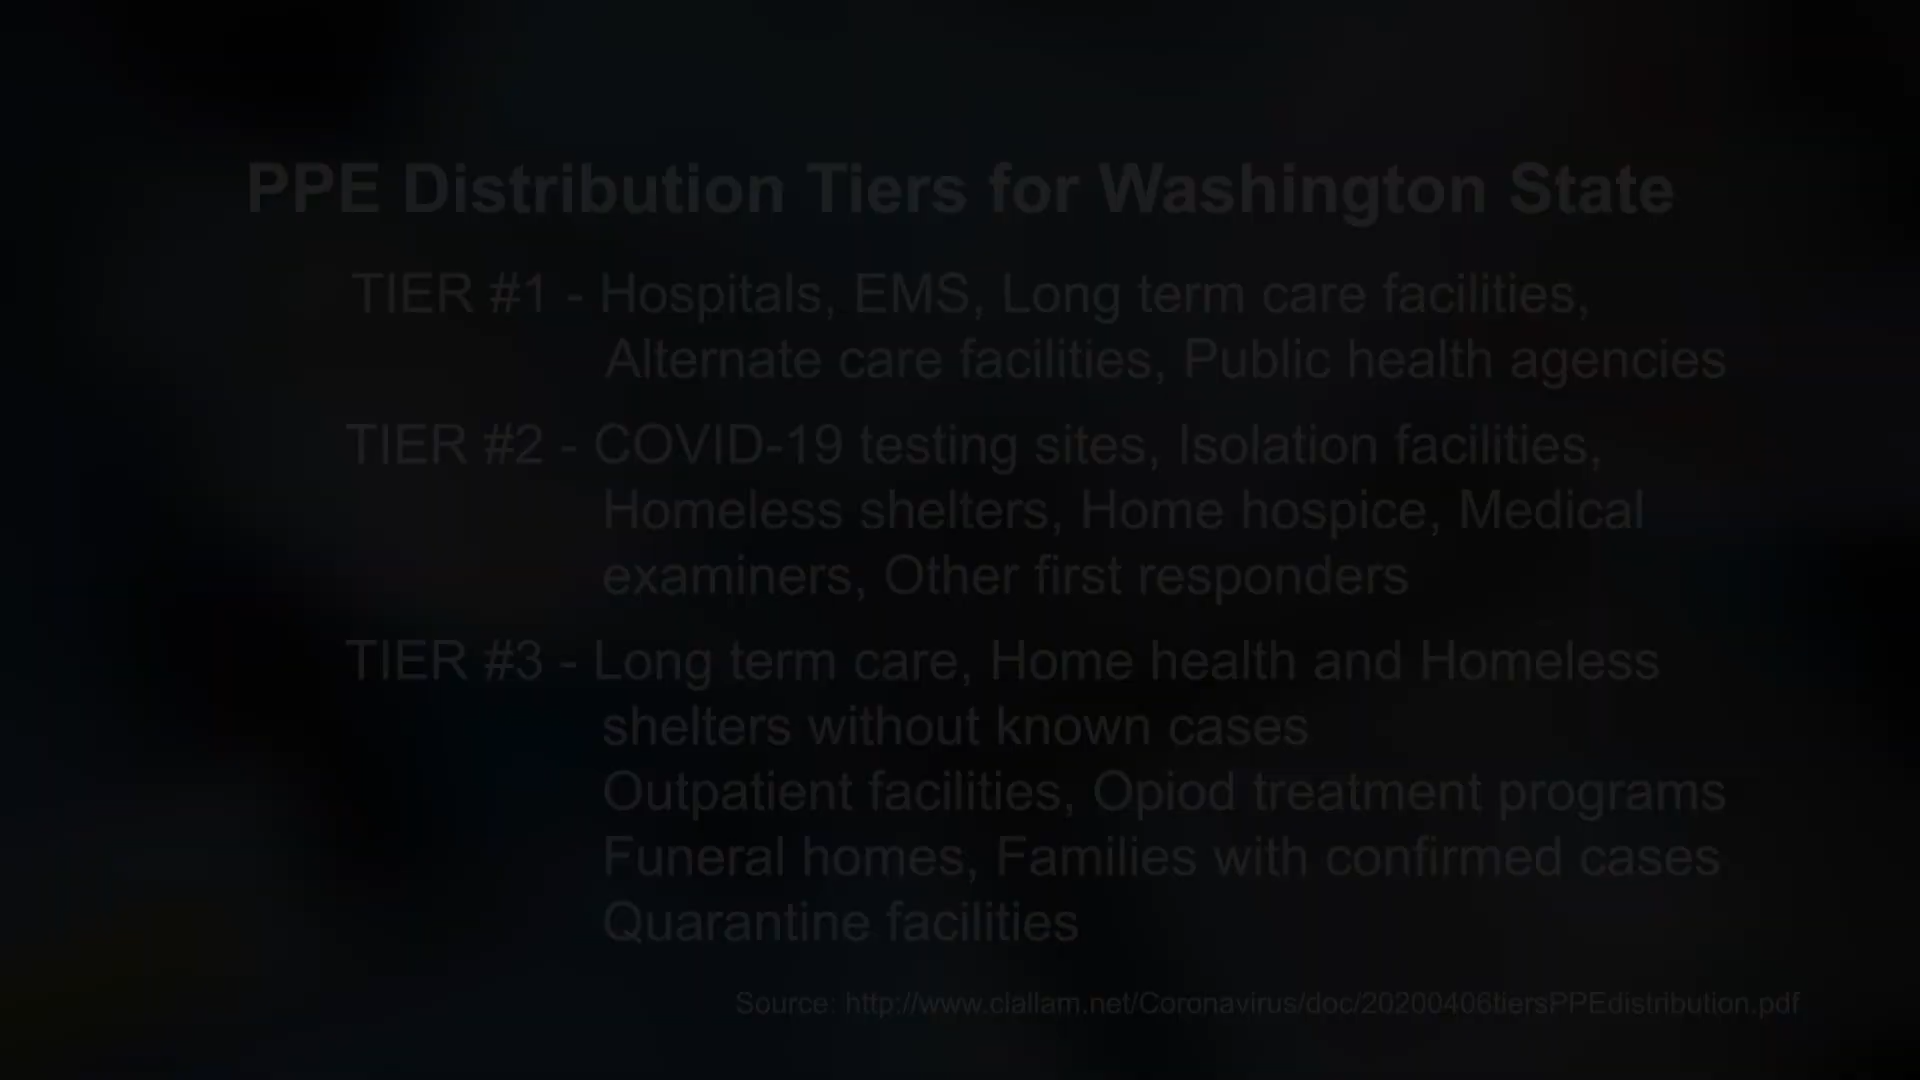 PPE Distribution Tiers for Washington State
TIER #1 - Hospitals, EMS, Long term care facilities,
Alternate care facilities, Public health agencies
TIER #2 - COVID-19 testing sites, Isolation facilities,
Homeless shelters, Home hospice, Medical
examiners, Other first responders
TIER #3 - Long term care, Home health and Homeless
shelters without known cases
Outpatient facilities, Opiod treatment programs
Funeral homes, Families with confirmed cases
Quarantine facilities
Source: http://www.clallam.net/Coronavirus/doc/20200406tiersPPEdistribution.pdf